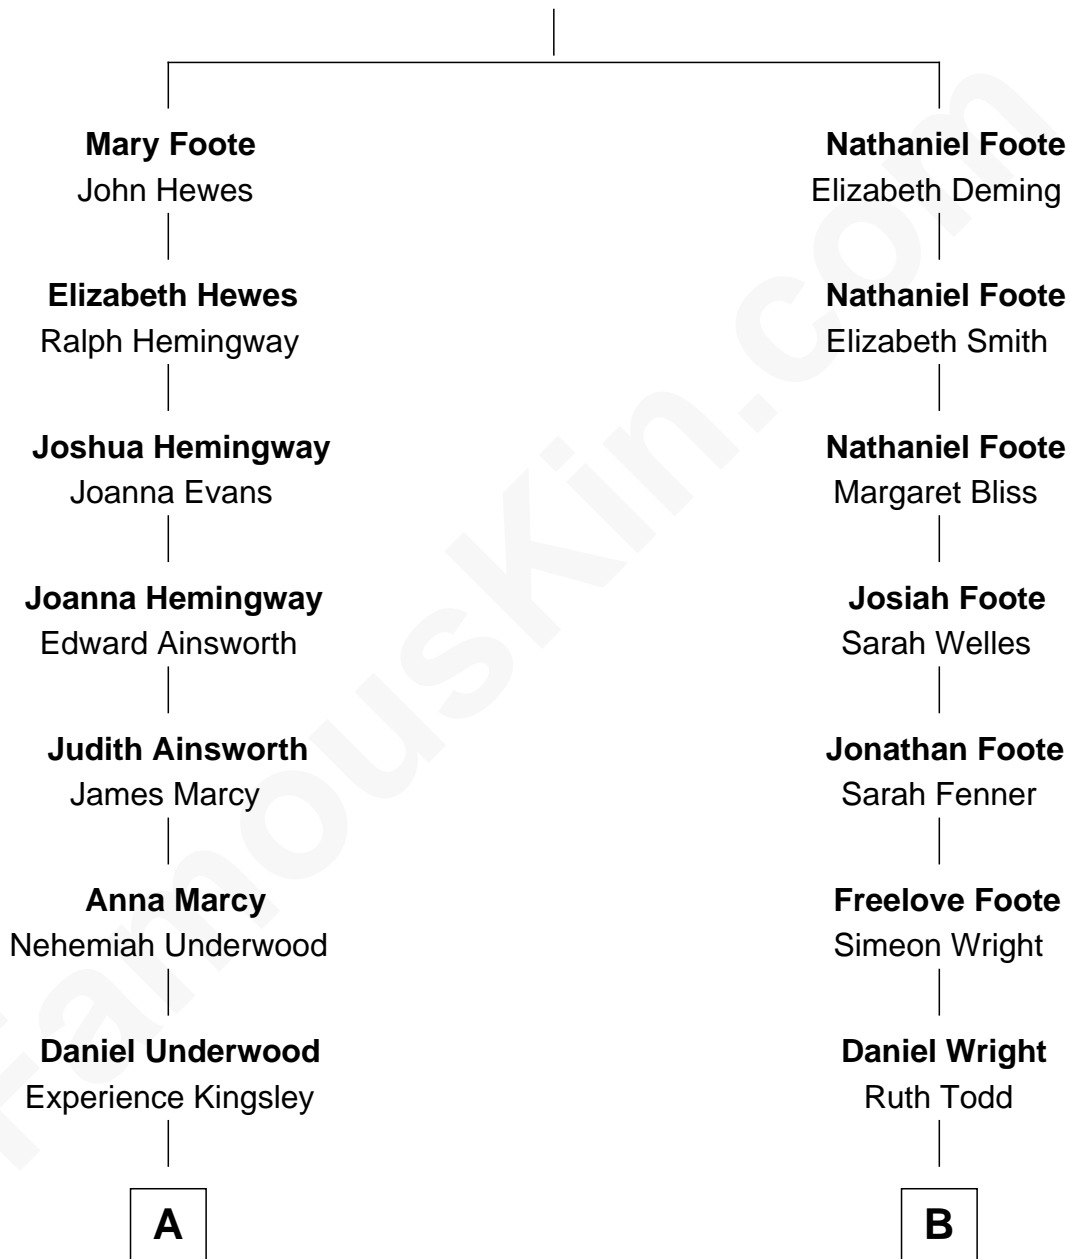 Mary Foote
John Hewes
Nathaniel Foote
Elizabeth Deming
Elizabeth Hewes
Ralph Hemingway
Nathaniel Foote
Elizabeth Smith
Joshua Hemingway
Joanna Evans
Nathaniel Foote
Margaret Bliss
Joanna Hemingway
Edward Ainsworth
Josiah Foote
Sarah Welles
Judith Ainsworth
James Marcy
Jonathan Foote
Sarah Fenner
Anna Marcy
Nehemiah Underwood
Freelove Foote
Simeon Wright
Daniel Underwood
Experience Kingsley
Daniel Wright
Ruth Todd
A
B
FamousKin.com